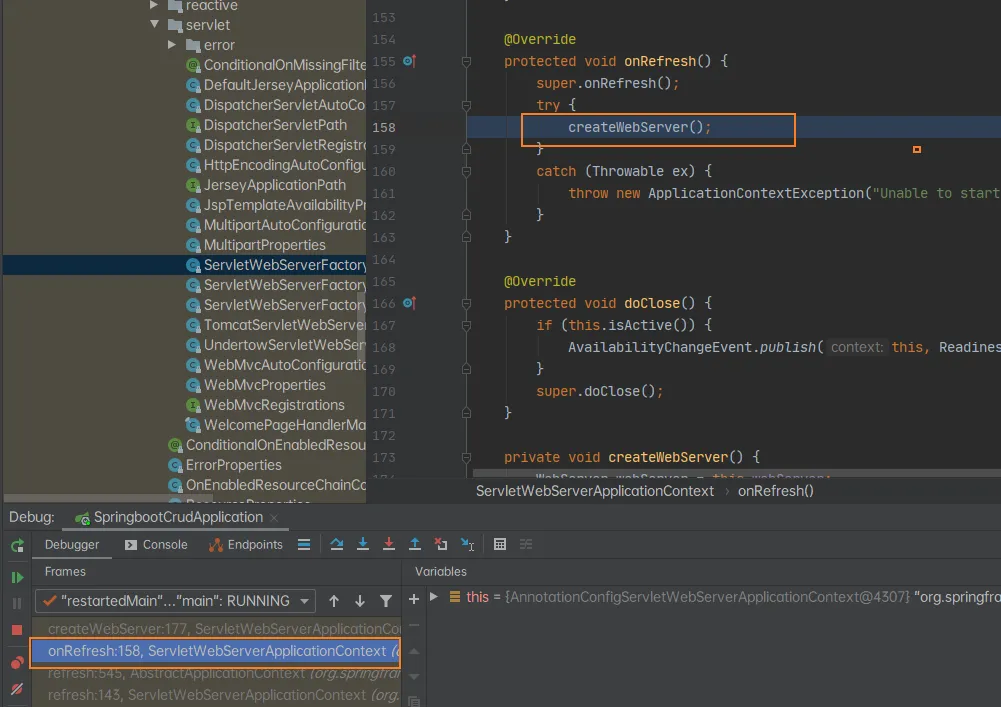 reactive
servlet
error
ConditionalOnMissingFilte
DefaultJerseyApplication
DispatcherServletAutoCo
DispatcherServletPath
DispatcherServletRegistr
HttpEncodingAutoConfigu
JerseyApplicationPath
JspTemplateAvailabilityP
MultipartAutoConfiguratio
MultipartProperties
ServletWebServerFactory
ServletWebServerFactory
ServletWebServerFactory
TomcatServletWebServe
UndertowServletWebSer
WebMvcAutoConfiguratio
WebMvcProperties
WebMvcRegistrations
WelcomePageHandlerMa
ConditionalOnEnabledResou
ErrorProperties
OnEnabledResourceChainCo
153
154 @Override
155 protected void onRefresh() {
156 super.onRefresh();
157 try {
158 createWebServer();
159 }
160 catch (Throwable ex) {
161 throw new ApplicationContextException("Unable to start
162 }
163 }
164
165 @Override
166 protected void doClose() {
167 if (this.isActive()) {
168 AvailabilityChangeEvent.publish( context: this, Readines
169 }
170 super.doClose();
171 }
172
173 private void createWebServer() {
ServletWebServerApplicationContext › onRefresh()
Debug: SpringbootCrudApplication ×
Debugger Console Endpoints
Frames Variables
"restartedMain"..."main": RUNNING
this = {AnnotationConfigServletWebServerApplicationContext@4307} "org.springfra
createWebServer:177, ServletWebServerApplicationCo
onRefresh:158, ServletWebServerApplicationContext (o
refresh:545, AbstractApplicationContext (org.springfra
refresh:143, ServletWebServerApplicationContext (org.